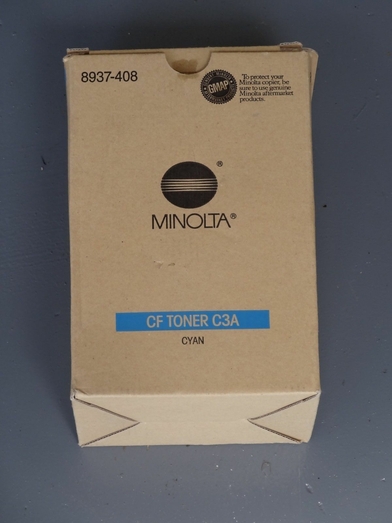 8937-408
GMAP
To protect your
Minolta copier, be
sure to use genuine
Minolta aftermarket
products.
®
MINOLTA®
CF TONER C3A
CYAN